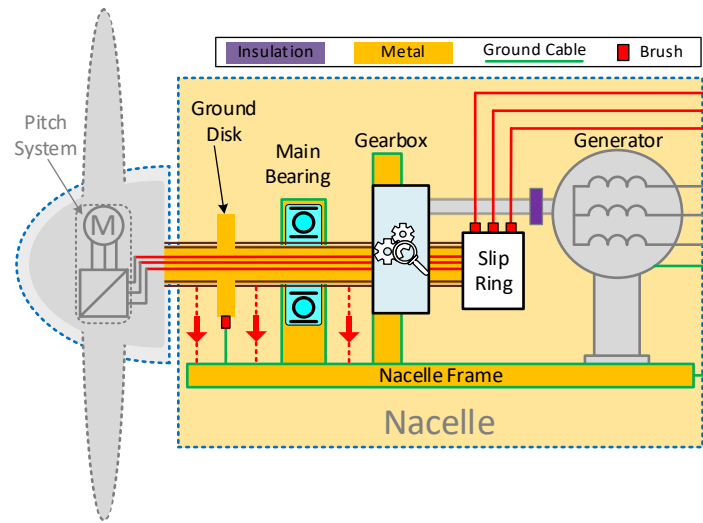 Insulation
Metal
Ground Cable
Brush
Pitch
System
Ground
Disk
Main
Bearing
Gearbox
Generator
M
Slip
Ring
Nacelle Frame
Nacelle